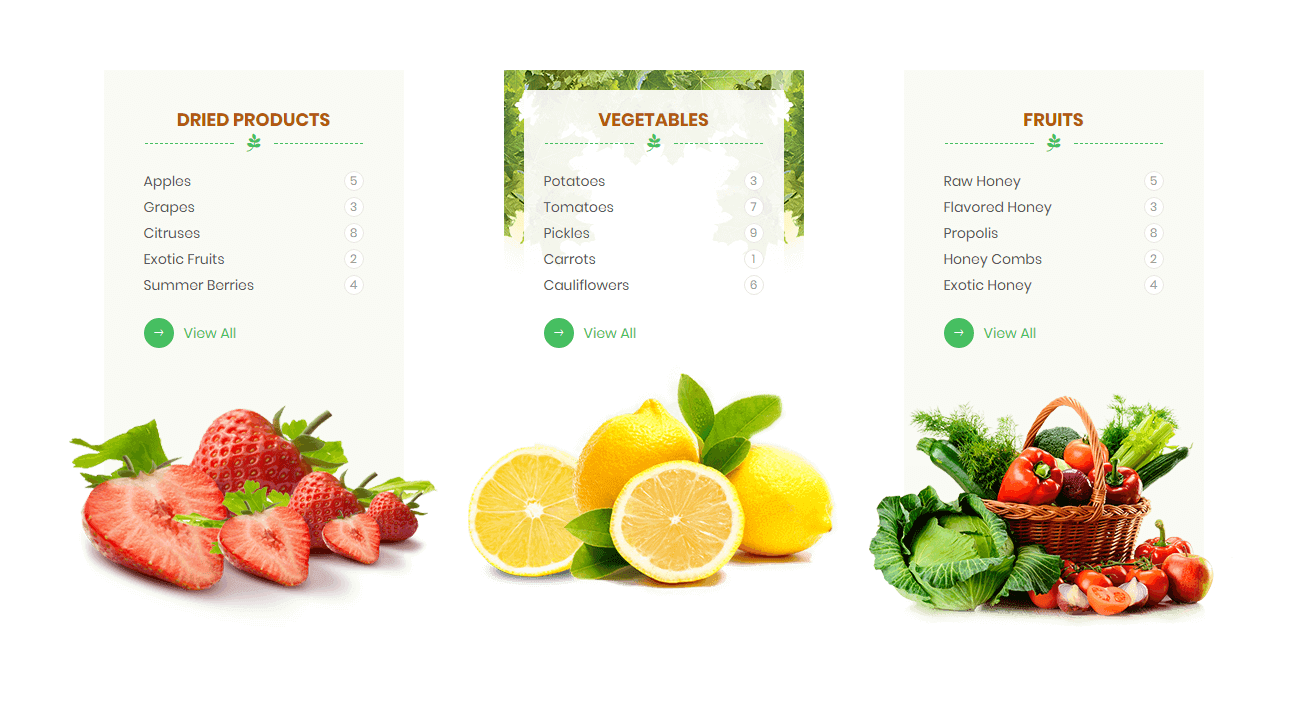 DRIED PRODUCTS
Apples 5
Grapes 3
Citruses 8
Exotic Fruits 2
Summer Berries 4
→ View All
VEGETABLES
Potatoes 3
Tomatoes 7
Pickles 9
Carrots 1
Cauliflowers 6
→ View All
FRUITS
Raw Honey 5
Flavored Honey 3
Propolis 8
Honey Combs 2
Exotic Honey 4
→ View All